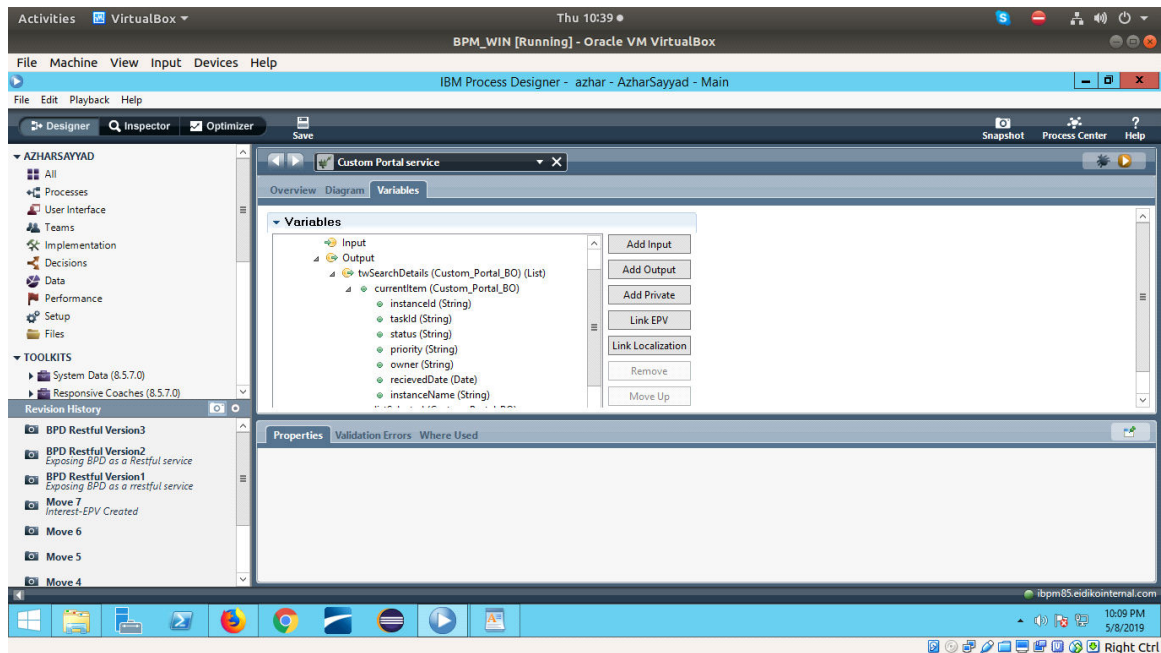 Activities VirtualBox Thu 10:39
BPM_WIN [Running] - Oracle VM VirtualBox
File Machine View Input Devices Help
IBM Process Designer - azhar - AzharSayyad - Main
File Edit Playback Help
Designer Inspector Optimizer Save Snapshot Process Center Help
AZHARSAYYAD
All
Processes
User Interface
Teams
Implementation
Decisions
Data
Performance
Setup
Files
TOOLKITS
System Data (8.5.7.0)
Responsive Coaches (8.5.7.0)
Revision History
BPD Restful Version3
BPD Restful Version2
Exposing BPD as a Restful service
BPD Restful Version1
Exposing BPD as a rrestful service
Move 7
Interest-EPV Created
Move 6
Move 5
Move 4
Custom Portal service
Overview Diagram Variables
Variables
Input
Output
twSearchDetails (Custom_Portal_BO) (List)
currentItem (Custom_Portal_BO)
instanceId (String)
taskId (String)
status (String)
priority (String)
owner (String)
recievedDate (Date)
instanceName (String)
Add Input
Add Output
Add Private
Link EPV
Link Localization
Remove
Move Up
Properties Validation Errors Where Used
ibpm85.eidikointernal.com
10:09 PM
5/8/2019
Right Ctrl